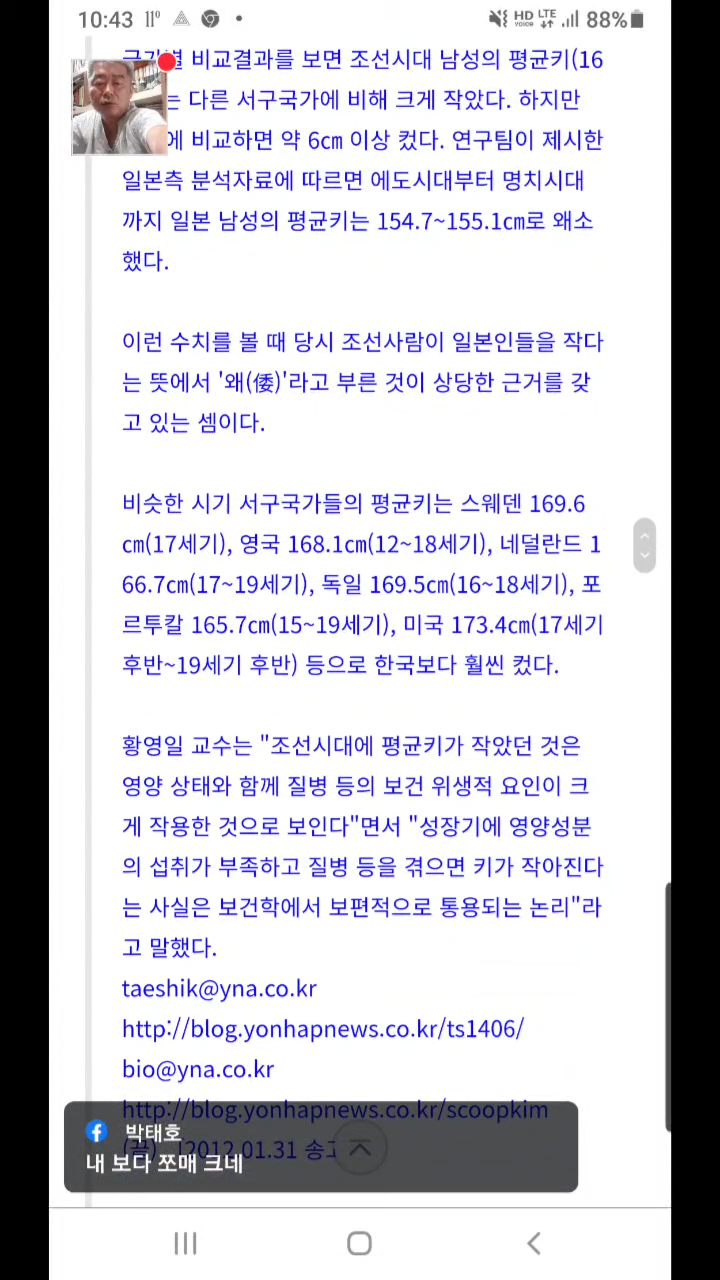 10:43 11° HD voice LTE 88%
비교결과를 보면 조선시대 남성의 평균키(16
는 다른 서구국가에 비해 크게 작았다. 하지만
에 비교하면 약 6㎝ 이상 컸다. 연구팀이 제시한
일본측 분석자료에 따르면 에도시대부터 명치시대
까지 일본 남성의 평균키는 154.7~155.1㎝로 왜소
했다.
이런 수치를 볼 때 당시 조선사람이 일본인들을 작다
는 뜻에서 '왜(倭)'라고 부른 것이 상당한 근거를 갖
고 있는 셈이다.
비슷한 시기 서구국가들의 평균키는 스웨덴 169.6
㎝(17세기), 영국 168.1㎝(12~18세기), 네덜란드 1
66.7㎝(17~19세기), 독일 169.5㎝(16~18세기), 포
르투칼 165.7㎝(15~19세기), 미국 173.4㎝(17세기
후반~19세기 후반) 등으로 한국보다 훨씬 컸다.
황영일 교수는 "조선시대에 평균키가 작았던 것은
영양 상태와 함께 질병 등의 보건 위생적 요인이 크
게 작용한 것으로 보인다"면서 "성장기에 영양성분
의 섭취가 부족하고 질병 등을 겪으면 키가 작아진다
는 사실은 보건학에서 보편적으로 통용되는 논리"라
고 말했다.
taeshik@yna.co.kr
http://blog.yonhapnews.co.kr/ts1406/
bio@yna.co.kr
http://blog.yonhapnews.co.kr/scoopkim
박태호
(끝) 2012.01.31 송고
내 보다 쪼매 크네